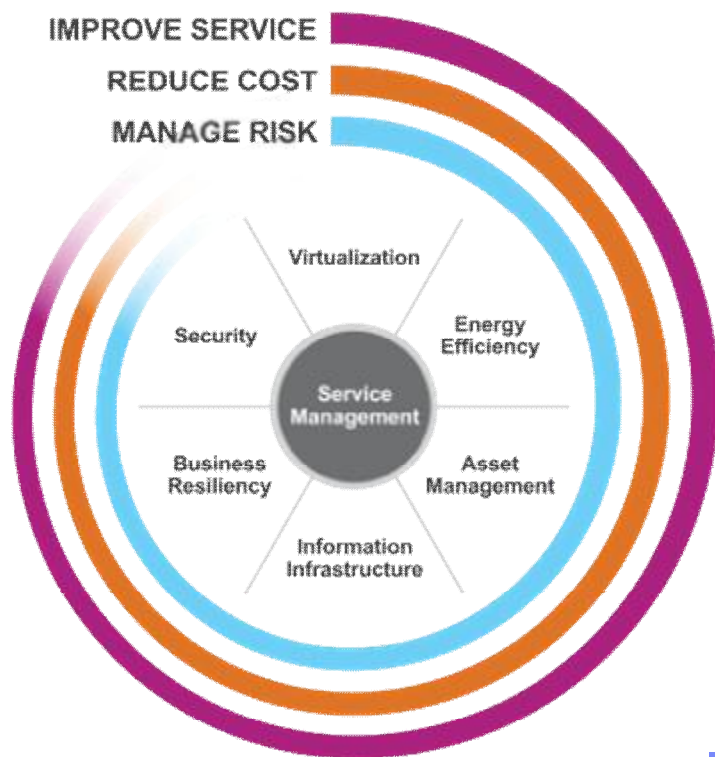 IMPROVE SERVICE
REDUCE COST
MANAGE RISK
Virtualization
Security
Energy
Efficiency
Service
Management
Business
Resiliency
Asset
Management
Information
Infrastructure